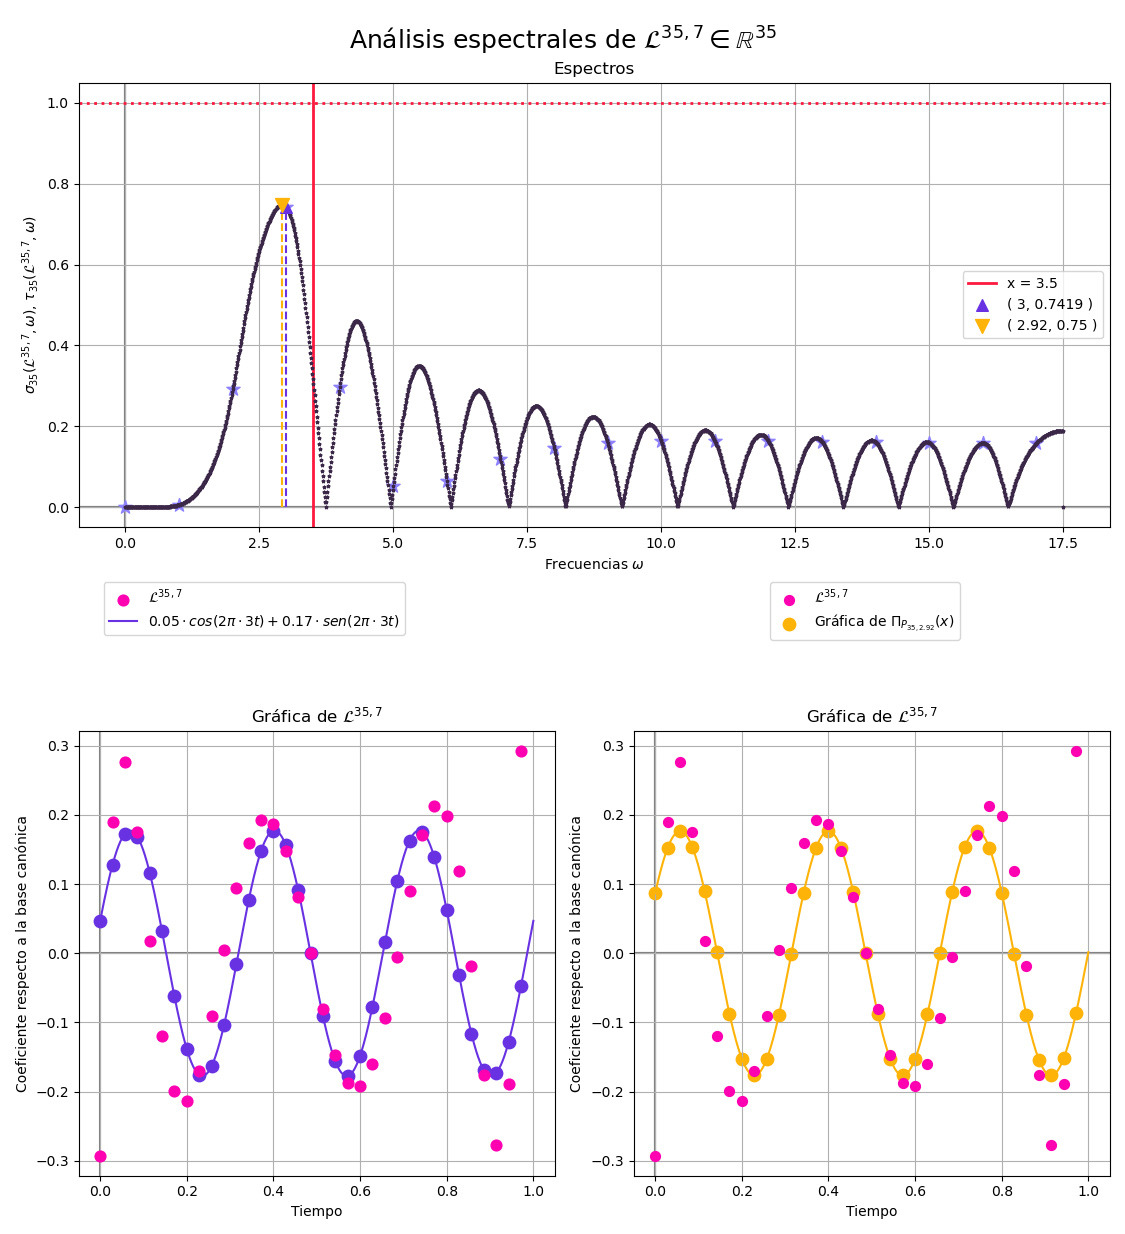 Análisis espectrales de 𝓛^{35,7} ∈ ℝ^{35}
Espectros
1.0
0.8
0.6
0.4
0.2
0.0
σ_{35}(𝓛^{35,7}, ω), τ_{35}(𝓛^{35,7}, ω)
x = 3.5
( 3, 0.7419 )
( 2.92, 0.75 )
0.0 2.5 5.0 7.5 10.0 12.5 15.0 17.5
Frecuencias ω
𝓛^{35,7}
0.05 · cos(2π · 3t) + 0.17 · sen(2π · 3t)
𝓛^{35,7}
Gráfica de Π_{P_{35,2.92}}(x)
Gráfica de 𝓛^{35,7}
0.3
0.2
0.1
0.0
−0.1
−0.2
−0.3
Coeficiente respecto a la base canónica
0.0 0.2 0.4 0.6 0.8 1.0
Tiempo
Gráfica de 𝓛^{35,7}
0.3
0.2
0.1
0.0
−0.1
−0.2
−0.3
Coeficiente respecto a la base canónica
0.0 0.2 0.4 0.6 0.8 1.0
Tiempo